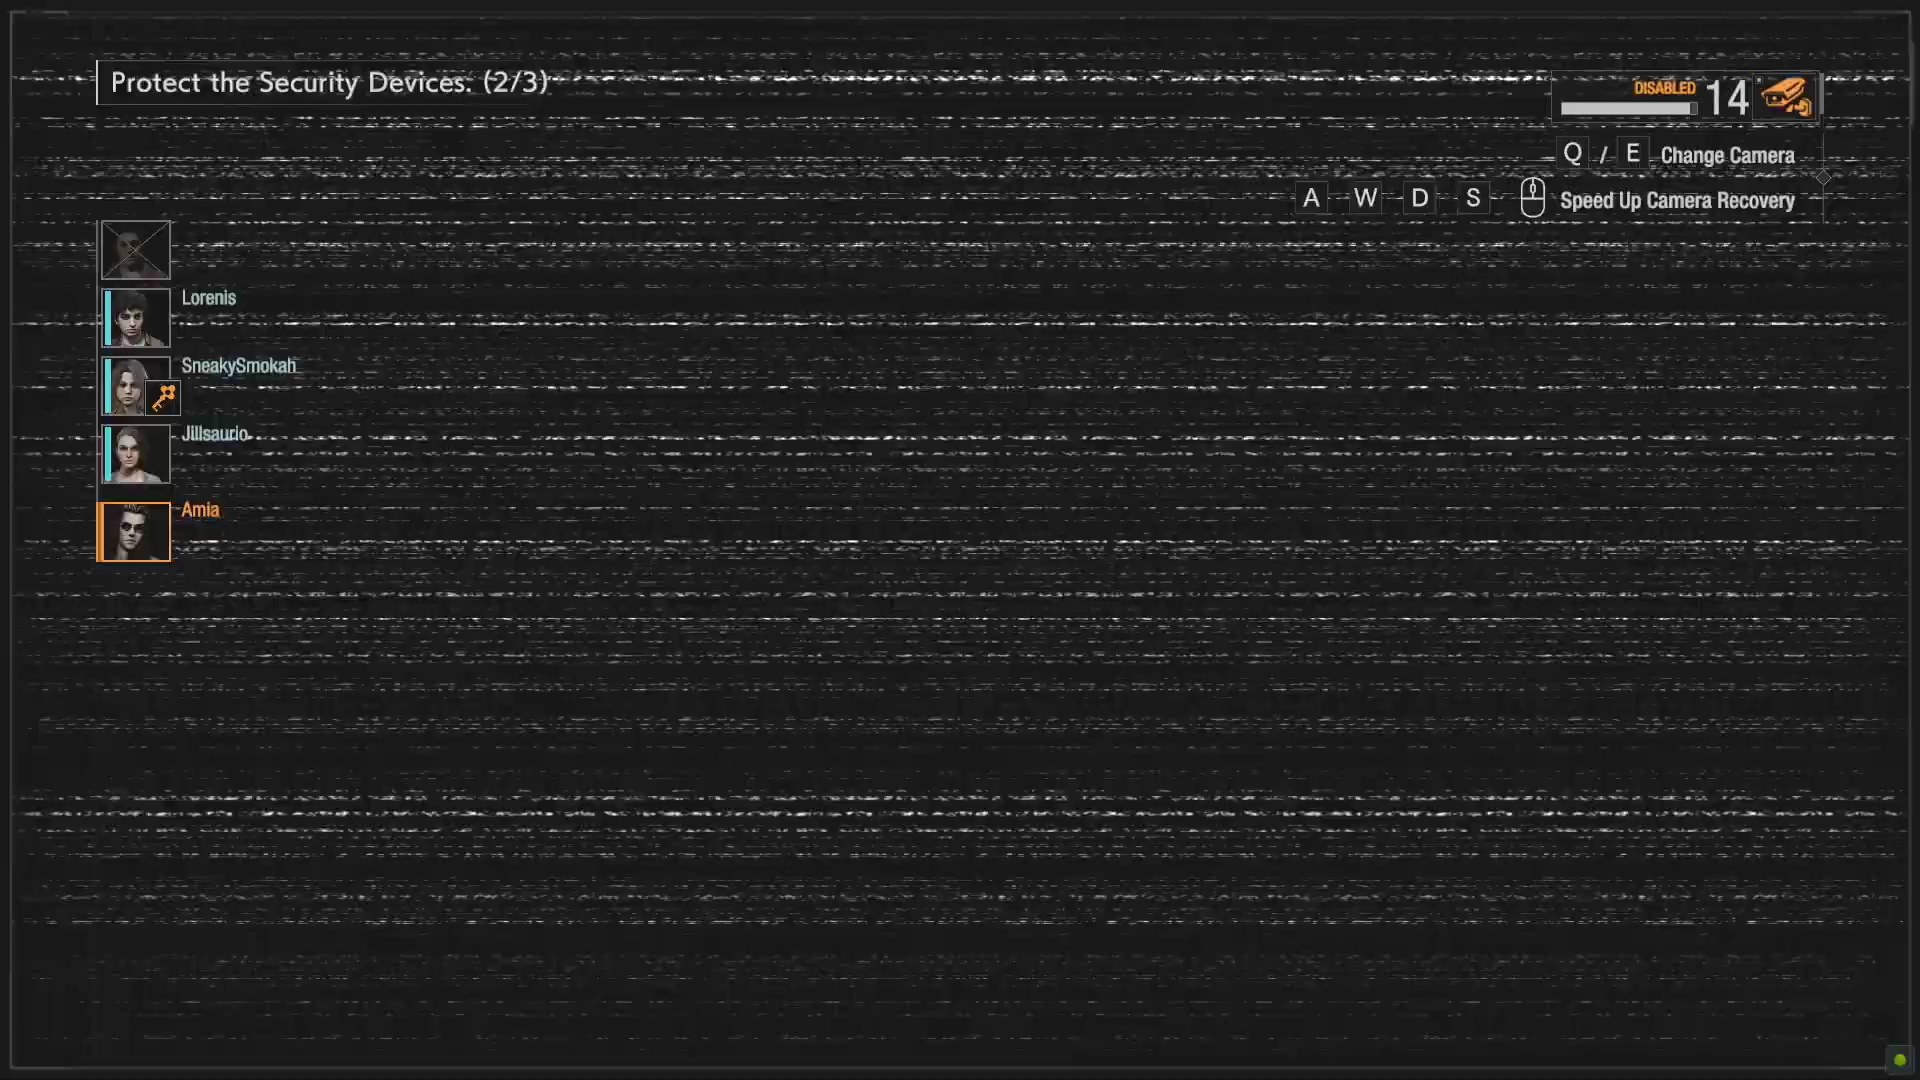 Protect the Security Devices. (2/3)
DISABLED 14
Q / E Change Camera
A W D S Speed Up Camera Recovery
Lorenis
SneakySmokah
Jillsaurio
Amia